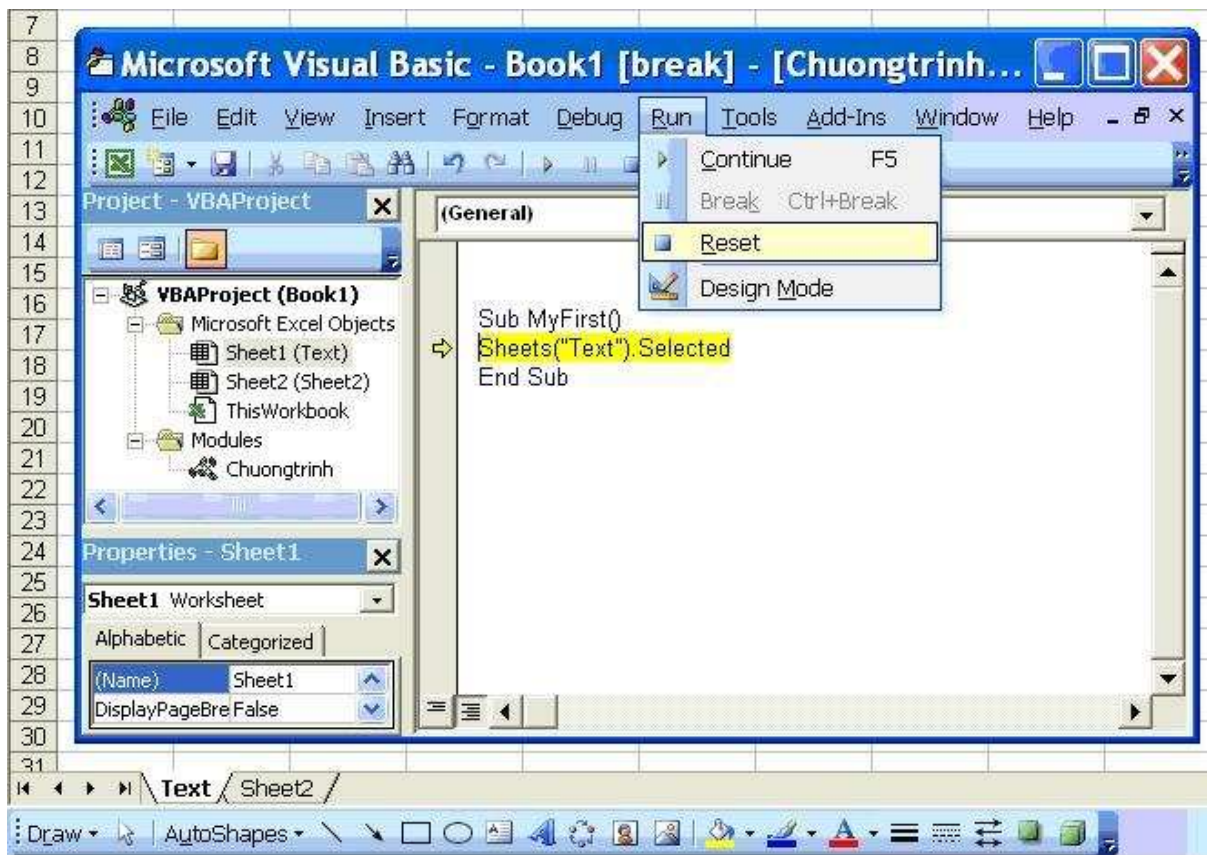 7
8
9
10
11
12
13
14
15
16
17
18
19
20
21
22
23
24
25
26
27
28
29
30
31
Microsoft Visual Basic - Book1 [break] - [Chuongtrinh...
File Edit View Insert Format Debug Run Tools Add-Ins Window Help
Continue F5
Break Ctrl+Break
Reset
Design Mode
Project - VBAProject
VBAProject (Book1)
Microsoft Excel Objects
Sheet1 (Text)
Sheet2 (Sheet2)
ThisWorkbook
Modules
Chuongtrinh
Properties - Sheet1
Sheet1 Worksheet
Alphabetic Categorized
(Name) Sheet1
DisplayPageBre False
(General)
Sub MyFirst()
Sheets("Text").Selected
End Sub
Text Sheet2
Draw AutoShapes